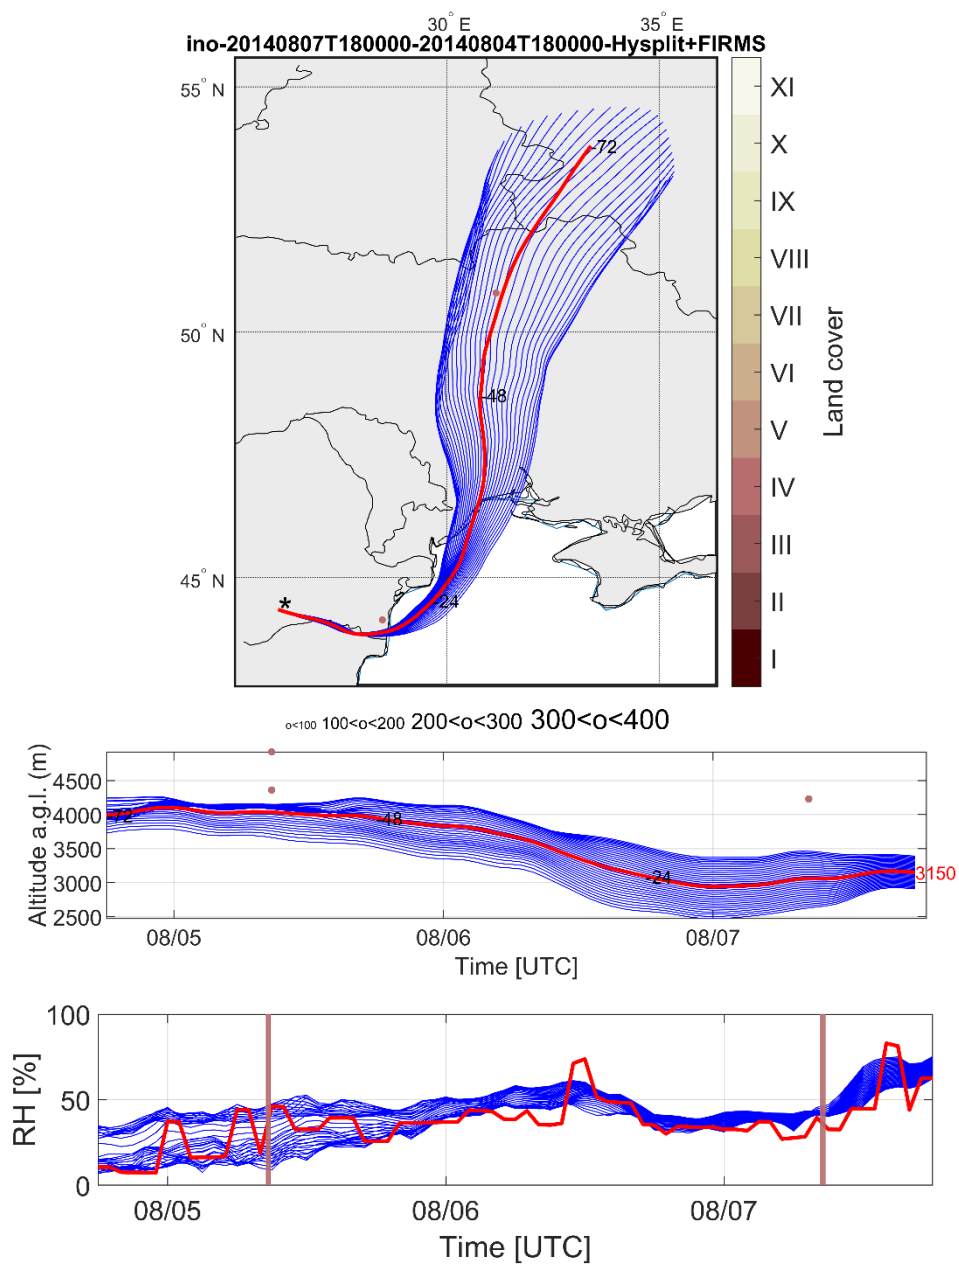 30° E 35° E
ino-20140807T180000-20140804T180000-Hysplit+FIRMS
55° N
50° N
45° N
-72
-48
-24
*
XI
X
IX
VIII
VII
VI
V
IV
III
II
I
Land cover
o<100 100<o<200 200<o<300 300<o<400
Altitude a.g.l. (m)
4500
4000
3500
3000
2500
-72
-48
-24
3150
08/05 08/06 08/07
Time [UTC]
RH [%]
100
50
0
08/05 08/06 08/07
Time [UTC]